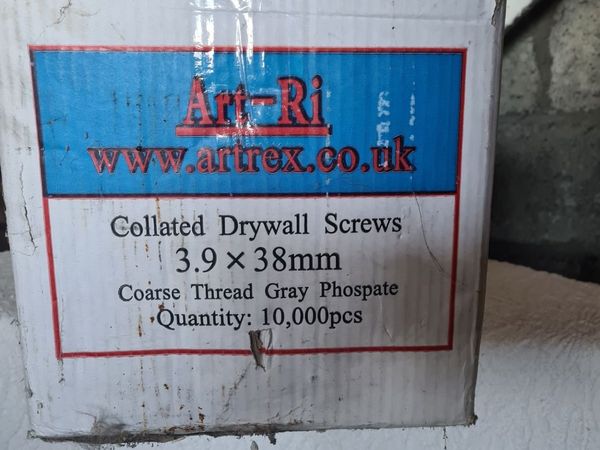 Art-Ri
www.artrex.co.uk
Collated Drywall Screws
3.9×38mm
Coarse Thread Gray Phospate
Quantity: 10,000pcs